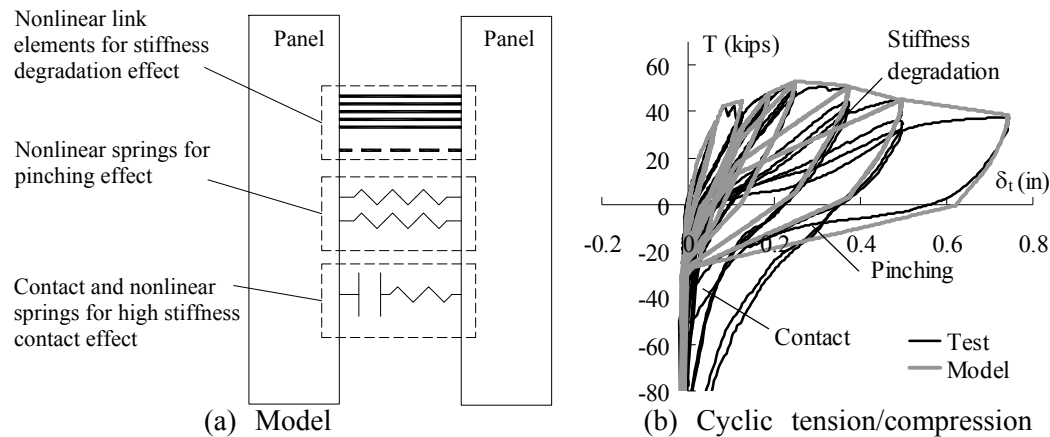 Nonlinear link
elements for stiffness
degradation effect
Nonlinear springs for
pinching effect
Contact and nonlinear
springs for high stiffness
contact effect
Panel
Panel
(a) Model
T (kips)
60
40
20
0
-20
-40
-60
-80
-0.2
0
0.2
0.4
0.6
0.8
δt (in)
Stiffness
degradation
Pinching
Contact
Test
Model
(b) Cyclic tension/compression